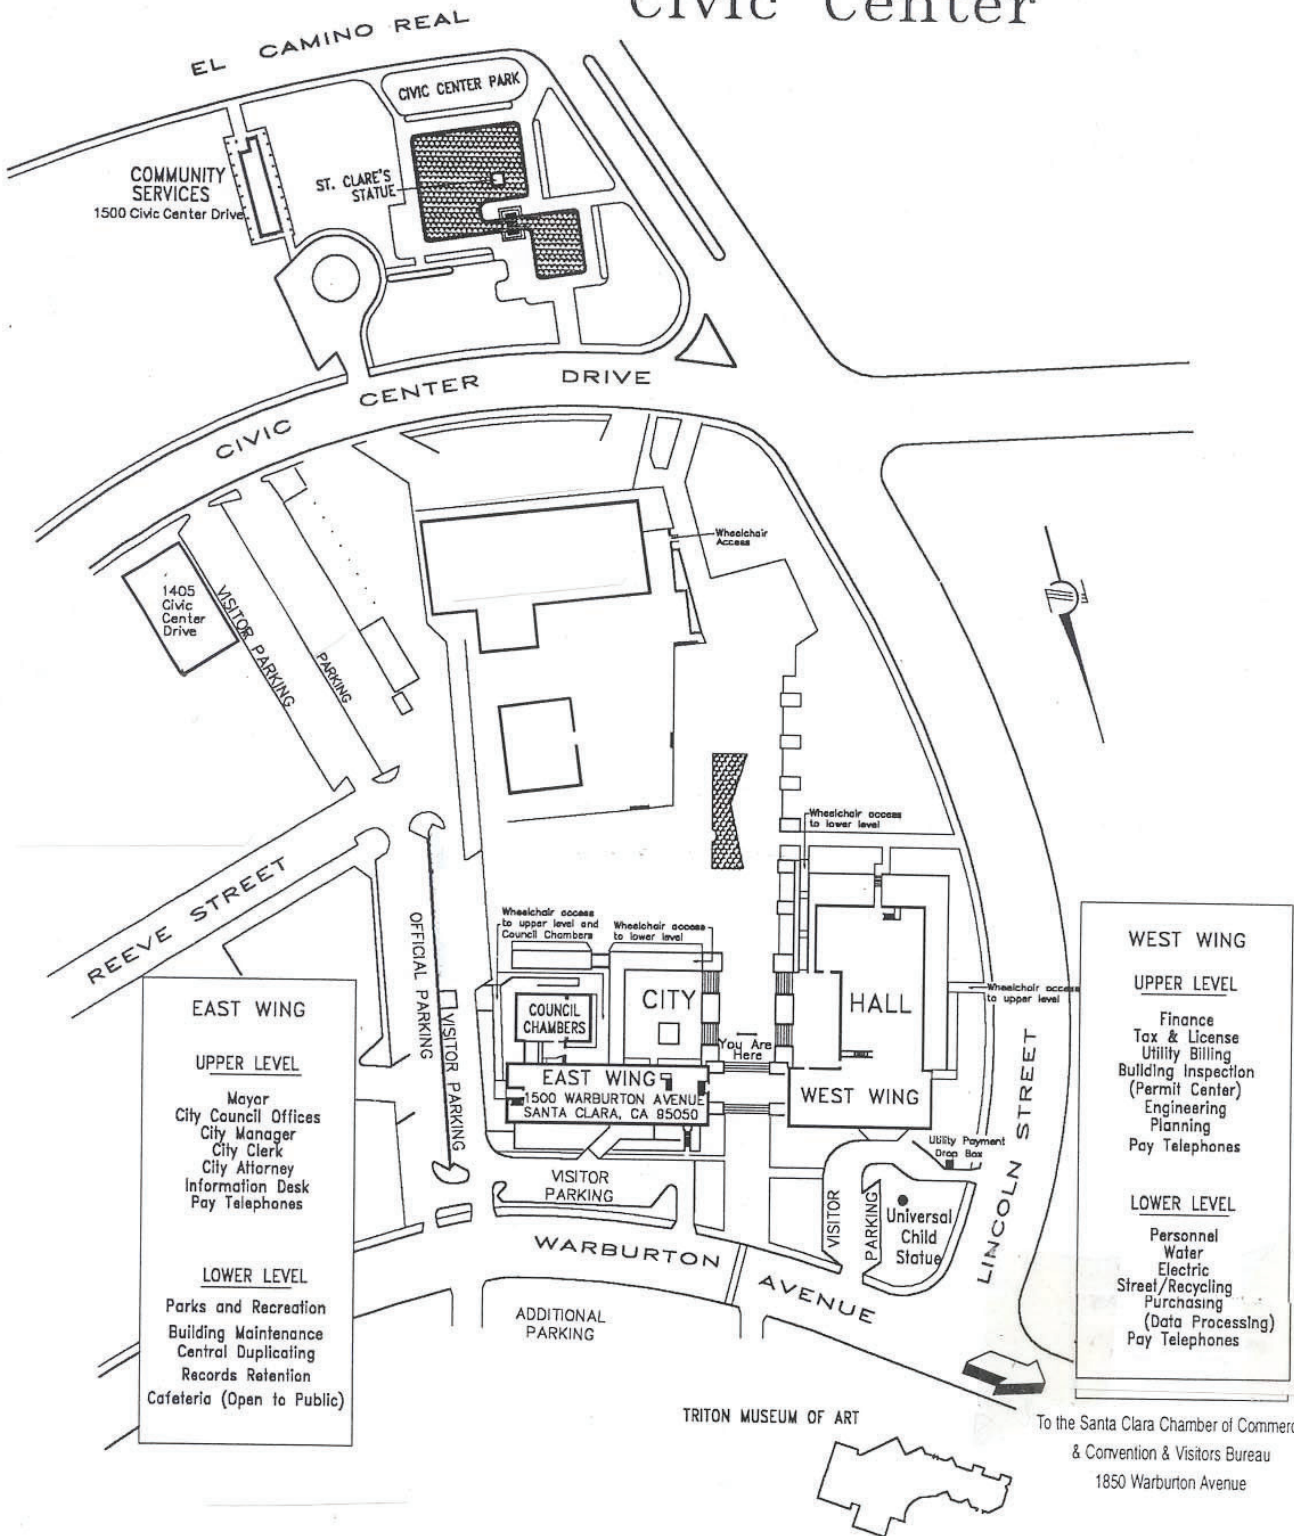 Civic Center
EL CAMINO REAL
CIVIC CENTER PARK
COMMUNITY
SERVICES
1500 Civic Center Drive
ST. CLARE'S
STATUE
CIVIC CENTER DRIVE
Wheelchair
Access
1405
Civic
Center
Drive
VISITOR PARKING
PARKING
Wheelchair access
to lower level
REEVE STREET
OFFICIAL PARKING
VISITOR PARKING
Wheelchair access
to upper level and
Council Chambers
Wheelchair access
to lower level
CITY HALL
COUNCIL
CHAMBERS
Wheelchair access
to upper level
You Are
Here
EAST WING
1500 WARBURTON AVENUE
SANTA CLARA, CA 95050
WEST WING
Utility Payment
Drop Box
VISITOR
PARKING
VISITOR PARKING
Universal
Child
Statue
LINCOLN STREET
WARBURTON AVENUE
ADDITIONAL
PARKING
EAST WING
UPPER LEVEL
Mayor
City Council Offices
City Manager
City Clerk
City Attorney
Information Desk
Pay Telephones
LOWER LEVEL
Parks and Recreation
Building Maintenance
Central Duplicating
Records Retention
Cafeteria (Open to Public)
WEST WING
UPPER LEVEL
Finance
Tax & License
Utility Billing
Building Inspection
(Permit Center)
Engineering
Planning
Pay Telephones
LOWER LEVEL
Personnel
Water
Electric
Street/Recycling
Purchasing
(Data Processing)
Pay Telephones
TRITON MUSEUM OF ART
To the Santa Clara Chamber of Commerc
& Convention & Visitors Bureau
1850 Warburton Avenue